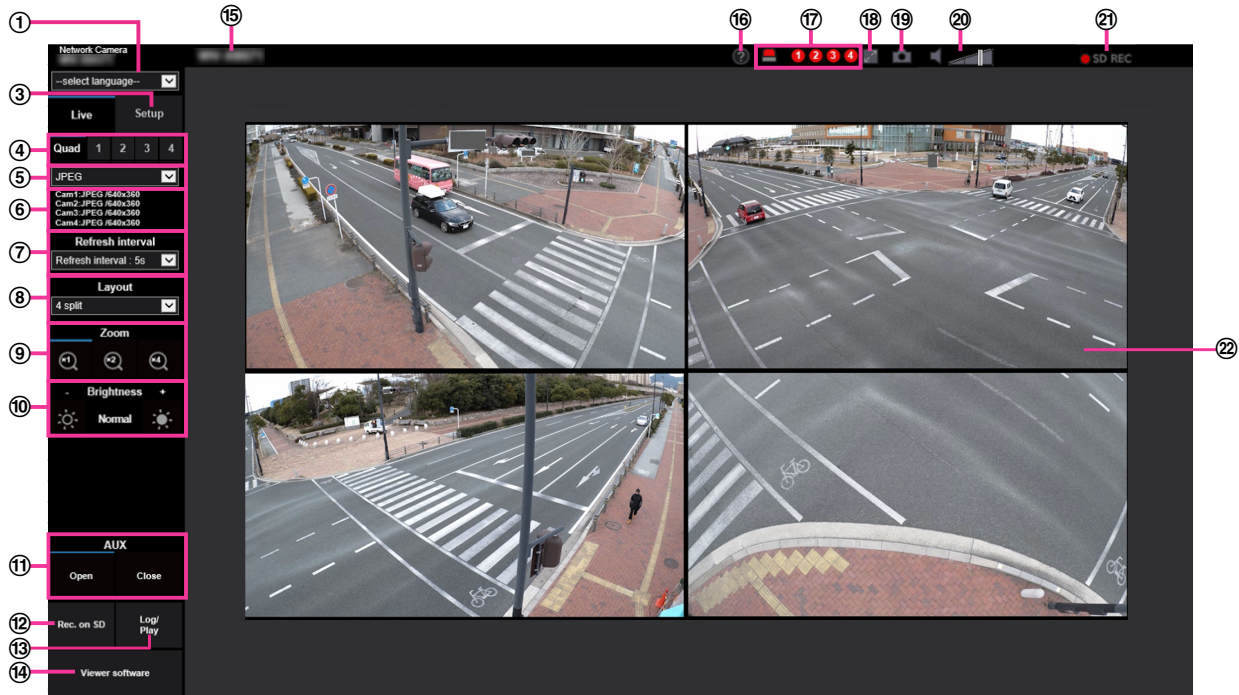 ① ⑮ ⑯ ⑰ ⑱ ⑲ ⑳ ㉑
Network Camera
1 2 3 4
SD REC
--select language--
③
Live Setup
④ Quad 1 2 3 4
⑤ JPEG
⑥ Cam1:JPEG /640x360
Cam2:JPEG /640x360
Cam3:JPEG /640x360
Cam4:JPEG /640x360
Refresh interval
⑦ Refresh interval : 5s
Layout
⑧ 4 split
Zoom
⑨ x1 x2 x4
㉒
- Brightness +
⑩ Normal
AUX
⑪ Open Close
⑫ Rec. on SD
Log/
Play
⑬
⑭ Viewer software